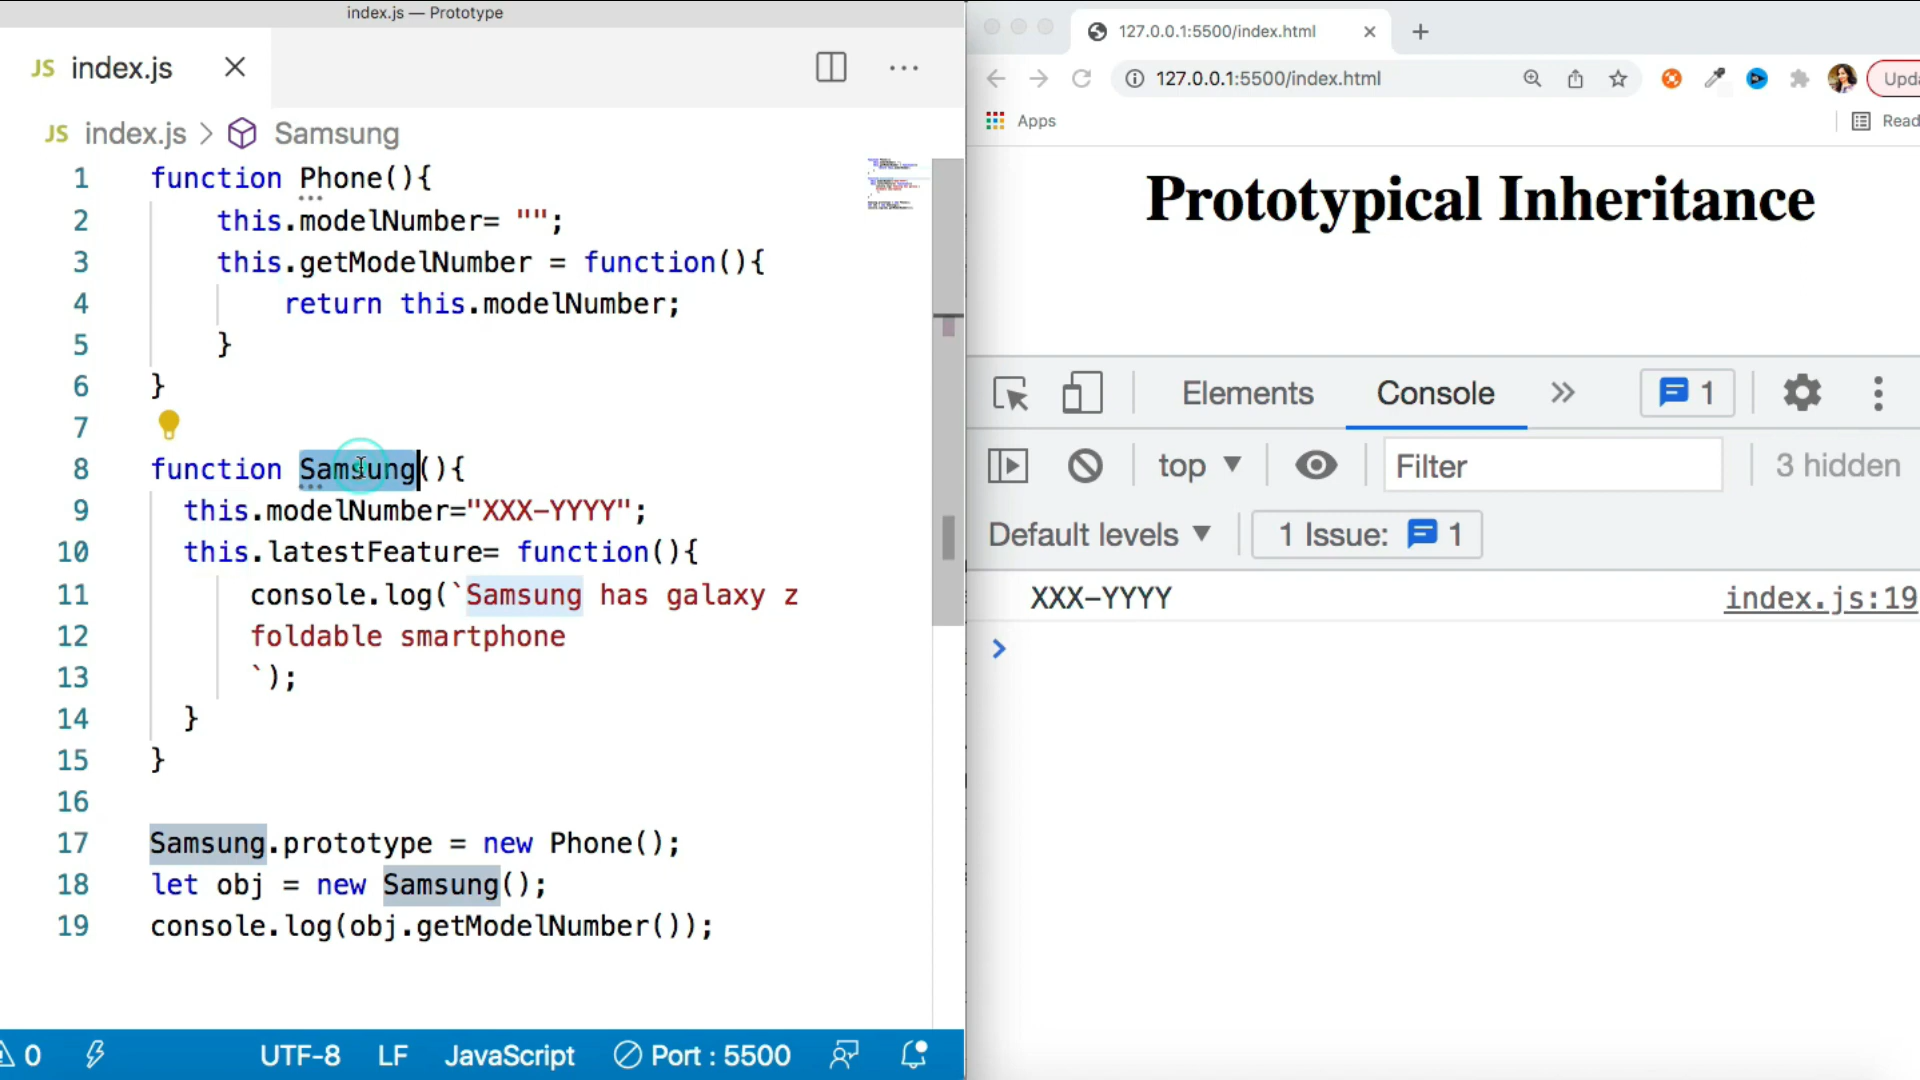 index.js — Prototype
JS index.js
JS index.js > Samsung
1 function Phone(){
2 this.modelNumber= "";
3 this.getModelNumber = function(){
4 return this.modelNumber;
5 }
6 }
7
8 function Samsung(){
9 this.modelNumber="XXX-YYYY";
10 this.latestFeature= function(){
11 console.log(`Samsung has galaxy z
12 foldable smartphone
13 `);
14 }
15 }
16
17 Samsung.prototype = new Phone();
18 let obj = new Samsung();
19 console.log(obj.getModelNumber());
0 UTF-8 LF JavaScript Port : 5500
127.0.0.1:5500/index.html
127.0.0.1:5500/index.html Upda
Apps Read
Prototypical Inheritance
Elements Console 1
top Filter 3 hidden
Default levels 1 Issue: 1
XXX-YYYY index.js:19